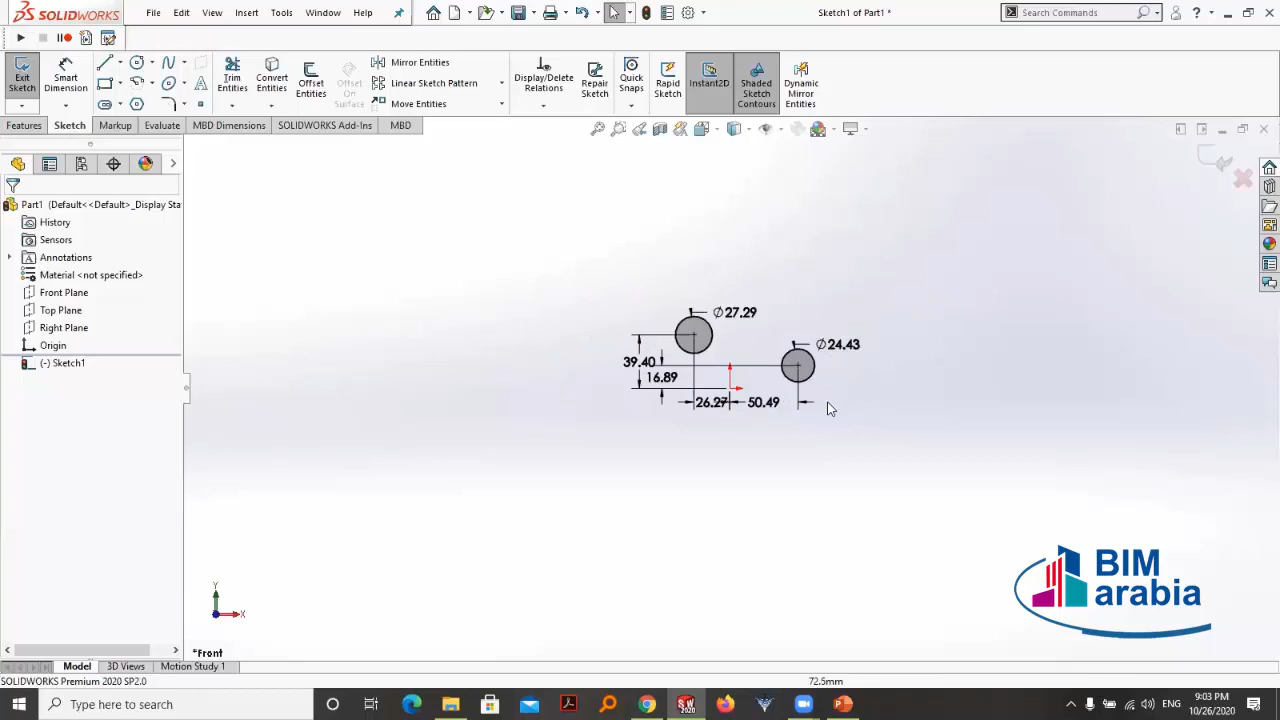 SOLIDWORKS
File
Edit
View
Insert
Tools
Window
Help
Sketch1 of Part1 *
Search Commands
Exit Sketch
Smart Dimension
Trim Entities
Convert Entities
Offset Entities
Offset On Surface
Mirror Entities
Linear Sketch Pattern
Move Entities
Display/Delete Relations
Repair Sketch
Quick Snaps
Rapid Sketch
Instant2D
Shaded Sketch Contours
Dynamic Mirror Entities
Features
Sketch
Markup
Evaluate
MBD Dimensions
SOLIDWORKS Add-Ins
MBD
Part1 (Default<<Default>_Display Sta
History
Sensors
Annotations
Material <not specified>
Front Plane
Top Plane
Right Plane
Origin
(-) Sketch1
∅27.29
∅24.43
39.40
16.89
26.27
50.49
Y
X
*Front
BIM
arabia
Model
3D Views
Motion Study 1
SOLIDWORKS Premium 2020 SP2.0
72.5mm
Type here to search
SW
2020
ENG
9:03 PM
10/26/2020